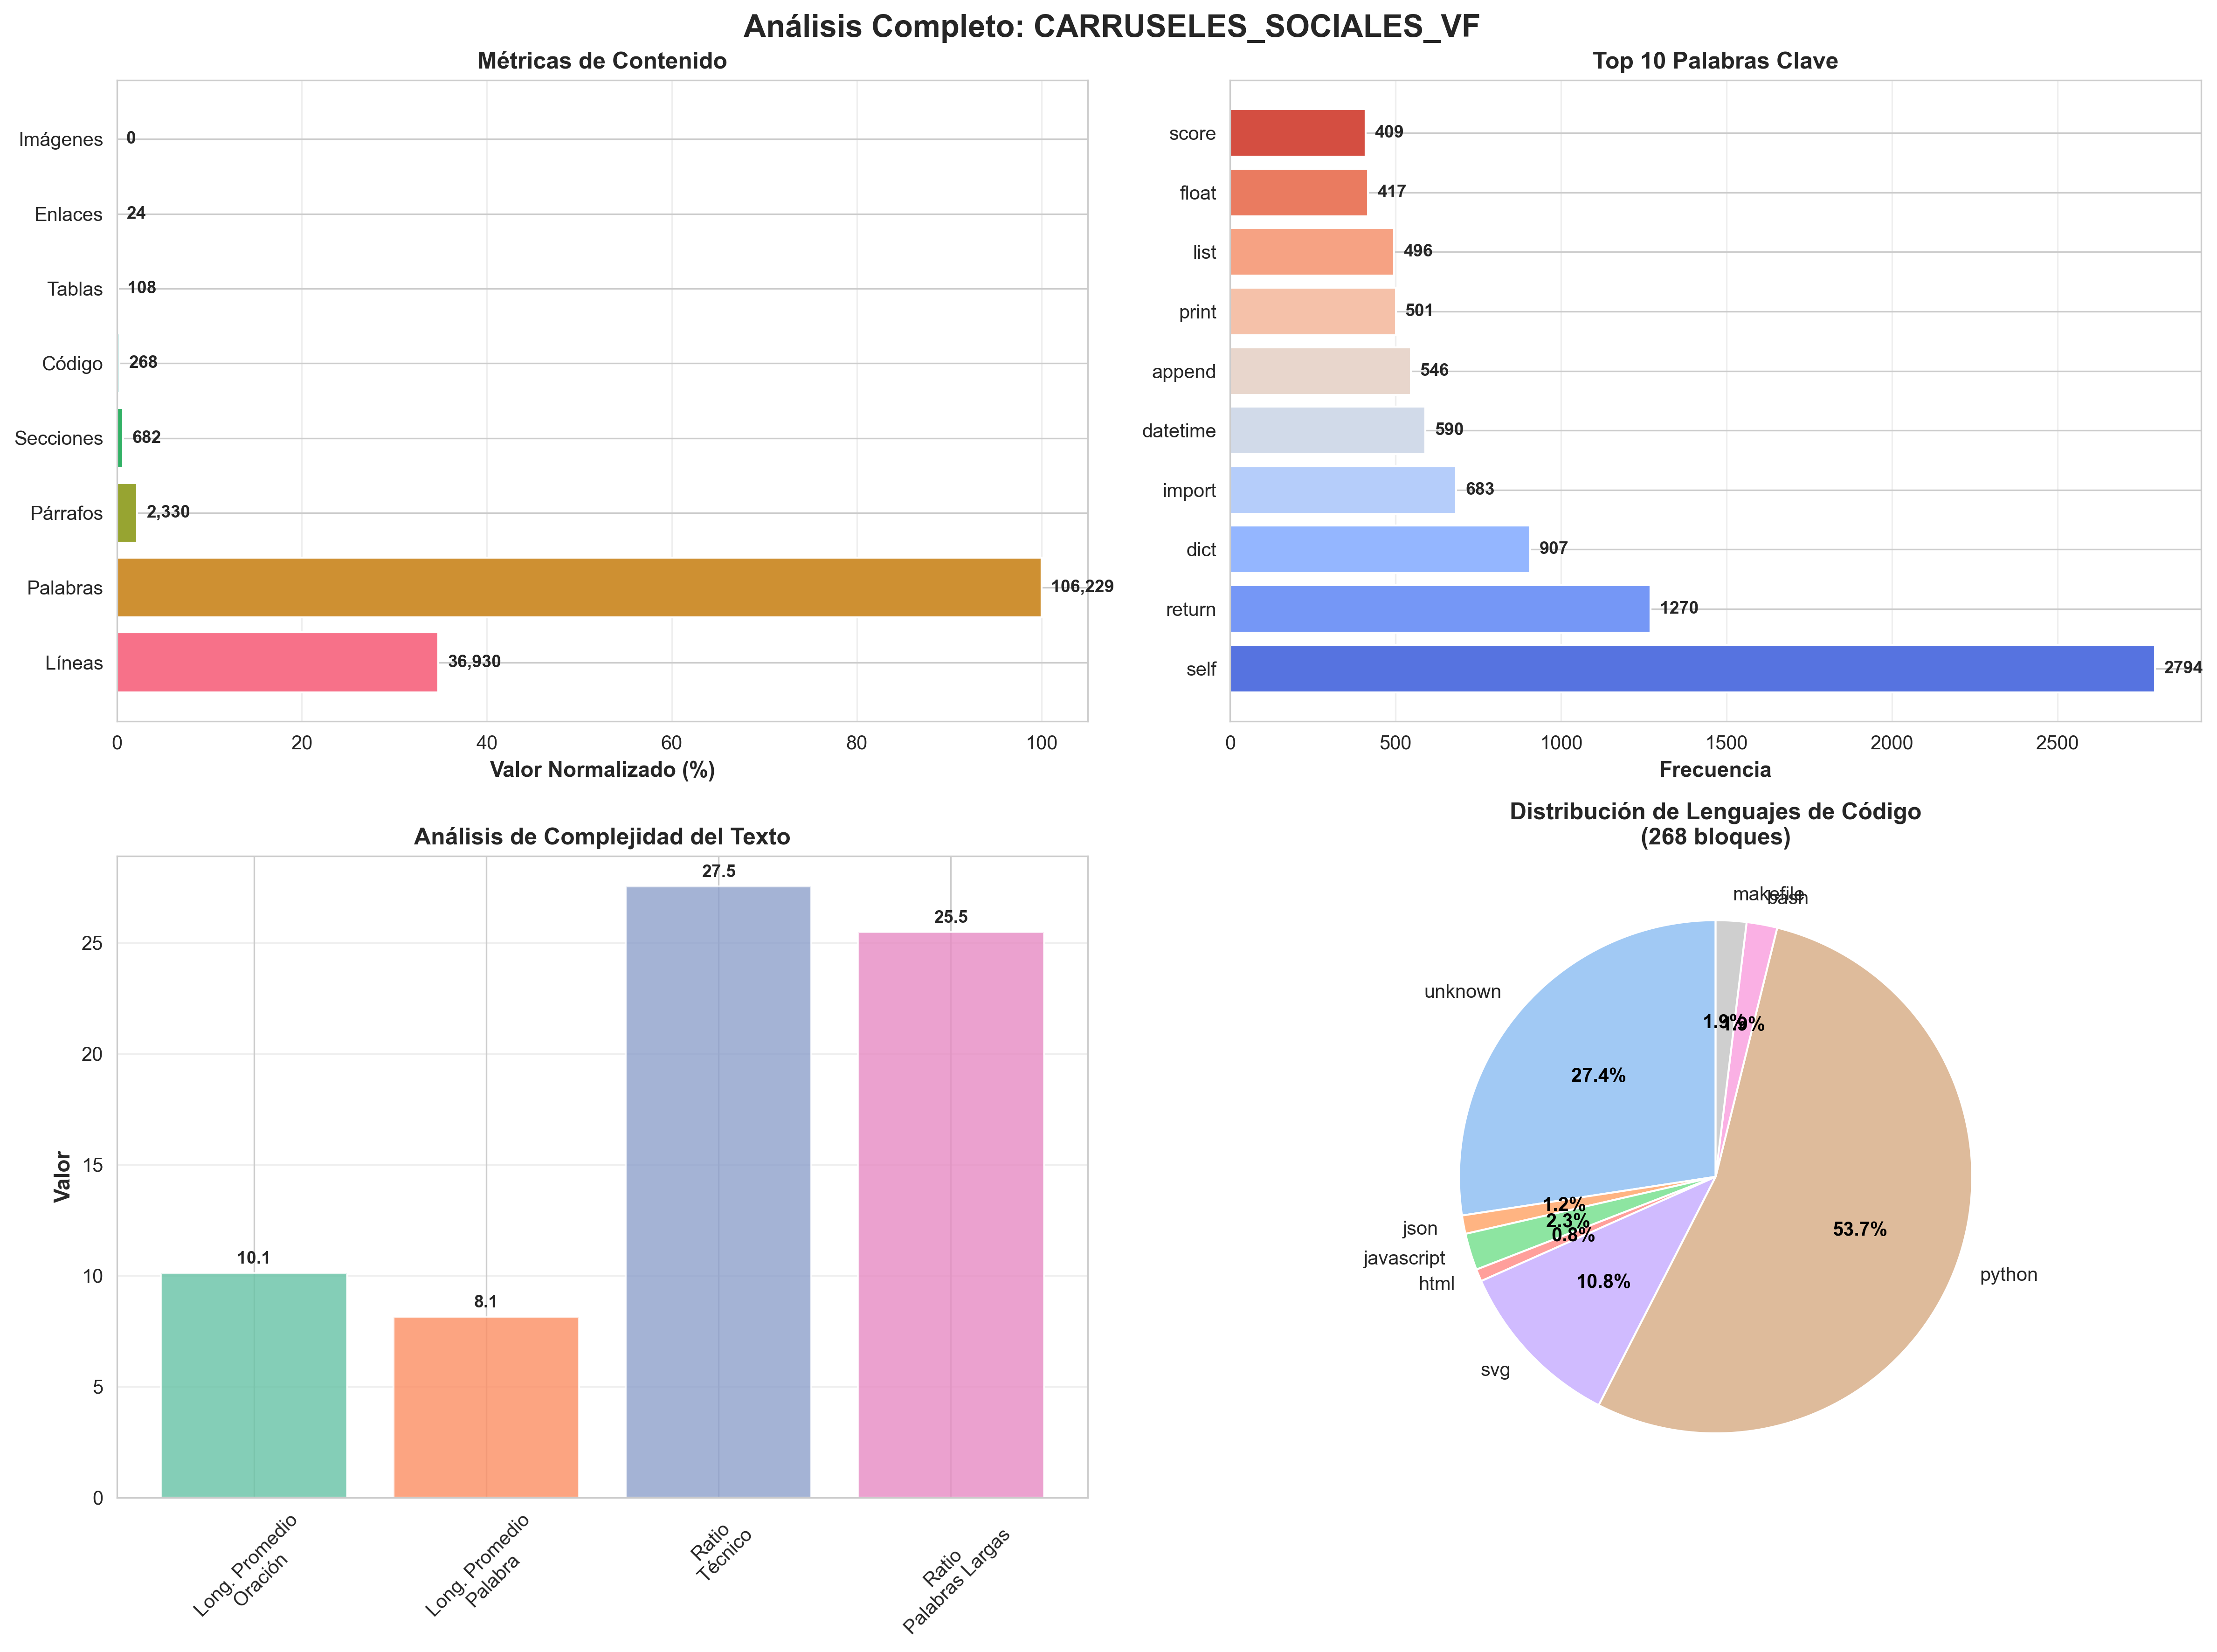 Análisis Completo: CARRUSELES_SOCIALES_VF
Métricas de Contenido
Imágenes
0
Enlaces
24
Tablas
108
Código
268
Secciones
682
Párrafos
2,330
Palabras
106,229
Líneas
36,930
0 20 40 60 80 100
Valor Normalizado (%)
Top 10 Palabras Clave
score
409
float
417
list
496
print
501
append
546
datetime
590
import
683
dict
907
return
1270
self
2794
0 500 1000 1500 2000 2500
Frecuencia
Análisis de Complejidad del Texto
Valor
25
20
15
10
5
0
10.1
8.1
27.5
25.5
Long. Promedio
Oración
Long. Promedio
Palabra
Ratio
Técnico
Ratio
Palabras Largas
Distribución de Lenguajes de Código
(268 bloques)
makefile
bash
unknown
1.9%
1.9%
27.4%
1.2%
json
2.3%
javascript
0.8%
html
10.8%
svg
53.7%
python